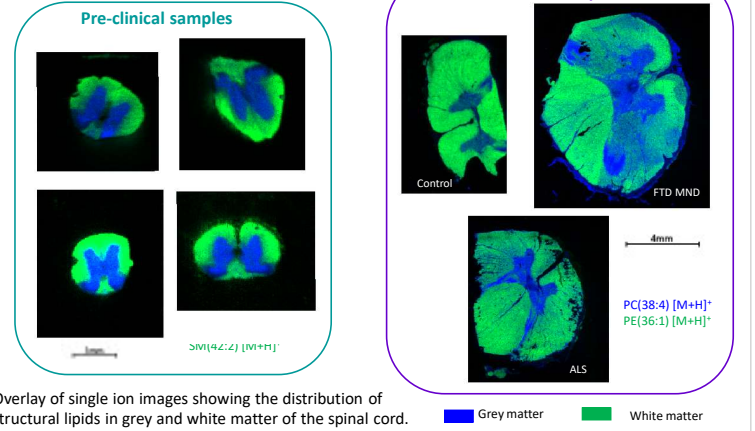 Pre-clinical samples
Control
FTD MND
4mm
PC(38:4) [M+H]+
PE(36:1) [M+H]+
ALS
SM(42:2) [M+H]+
Overlay of single ion images showing the distribution of
structural lipids in grey and white matter of the spinal cord.
Grey matter
White matter